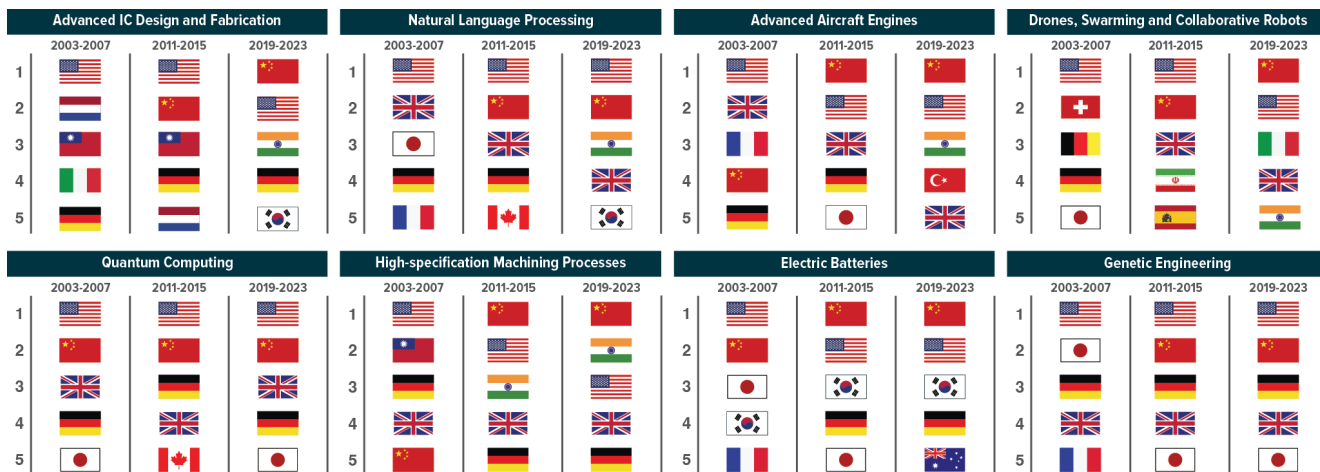 Advanced IC Design and Fabrication
2003-2007 2011-2015 2019-2023
1
2
3
4
5
Natural Language Processing
2003-2007 2011-2015 2019-2023
1
2
3
4
5
Advanced Aircraft Engines
2003-2007 2011-2015 2019-2023
1
2
3
4
5
Drones, Swarming and Collaborative Robots
2003-2007 2011-2015 2019-2023
1
2
3
4
5
Quantum Computing
2003-2007 2011-2015 2019-2023
1
2
3
4
5
High-specification Machining Processes
2003-2007 2011-2015 2019-2023
1
2
3
4
5
Electric Batteries
2003-2007 2011-2015 2019-2023
1
2
3
4
5
Genetic Engineering
2003-2007 2011-2015 2019-2023
1
2
3
4
5